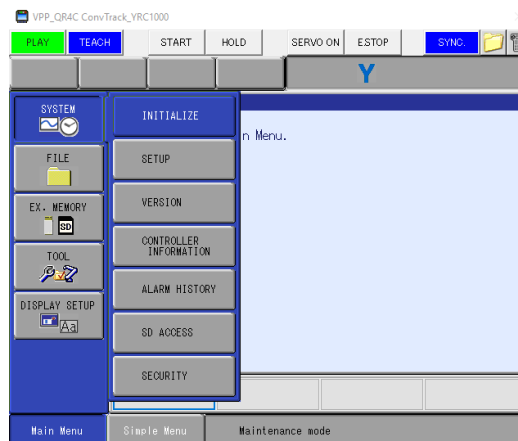 VPP_QR4C ConvTrack_YRC1000
PLAY TEACH START HOLD SERVO ON E.STOP SYNC.
Y
SYSTEM
FILE
EX. MEMORY
SD
TOOL
DISPLAY SETUP
Aa
INITIALIZE
SETUP
VERSION
CONTROLLER
INFORMATION
ALARM HISTORY
SD ACCESS
SECURITY
n Menu.
Main Menu Simple Menu Maintenance mode